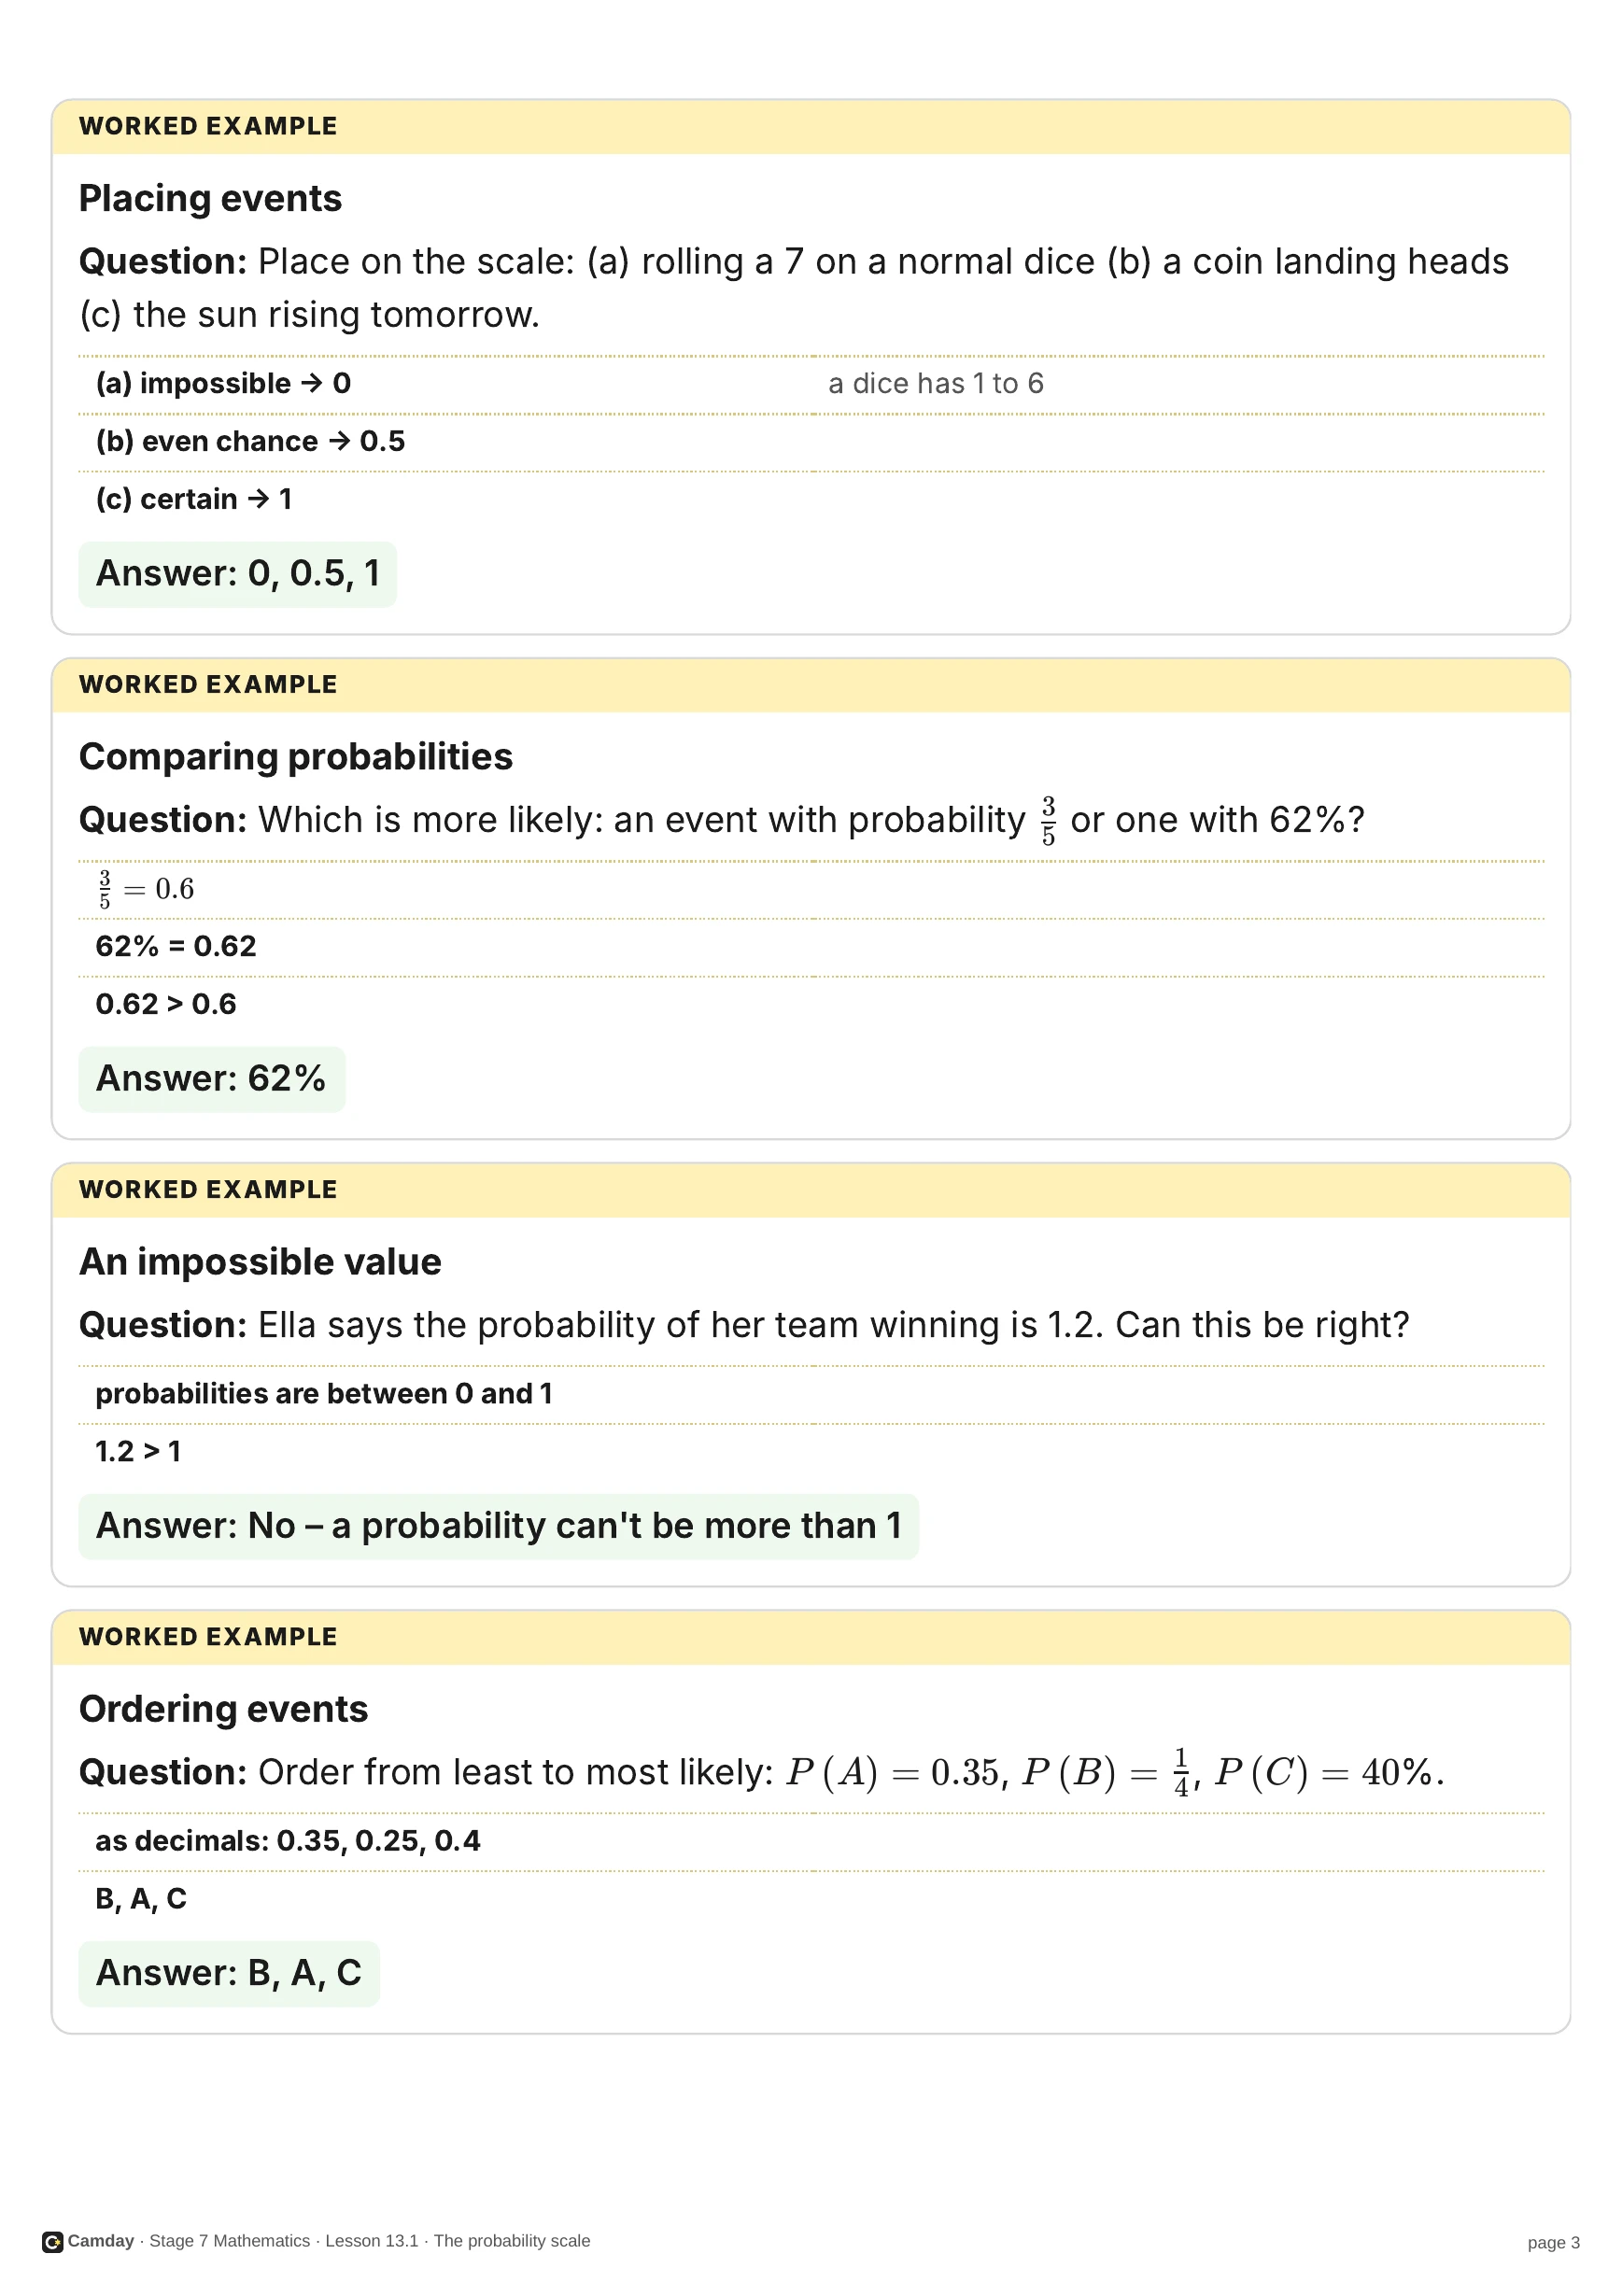 WORKED EXAMPLE
Placing events
Question: Place on the scale: (a) rolling a 7 on a normal dice (b) a coin landing heads
(c) the sun rising tomorrow.
(a) impossible → 0 a dice has 1 to 6
(b) even chance → 0.5
(c) certain → 1
Answer: 0, 0.5, 1
WORKED EXAMPLE
Comparing probabilities
Question: Which is more likely: an event with probability 3/5 or one with 62%?
3/5 = 0.6
62% = 0.62
0.62 > 0.6
Answer: 62%
WORKED EXAMPLE
An impossible value
Question: Ella says the probability of her team winning is 1.2. Can this be right?
probabilities are between 0 and 1
1.2 > 1
Answer: No – a probability can't be more than 1
WORKED EXAMPLE
Ordering events
Question: Order from least to most likely: P (A) = 0.35, P (B) = 1/4, P (C) = 40%.
as decimals: 0.35, 0.25, 0.4
B, A, C
Answer: B, A, C
Camday · Stage 7 Mathematics · Lesson 13.1 · The probability scale page 3